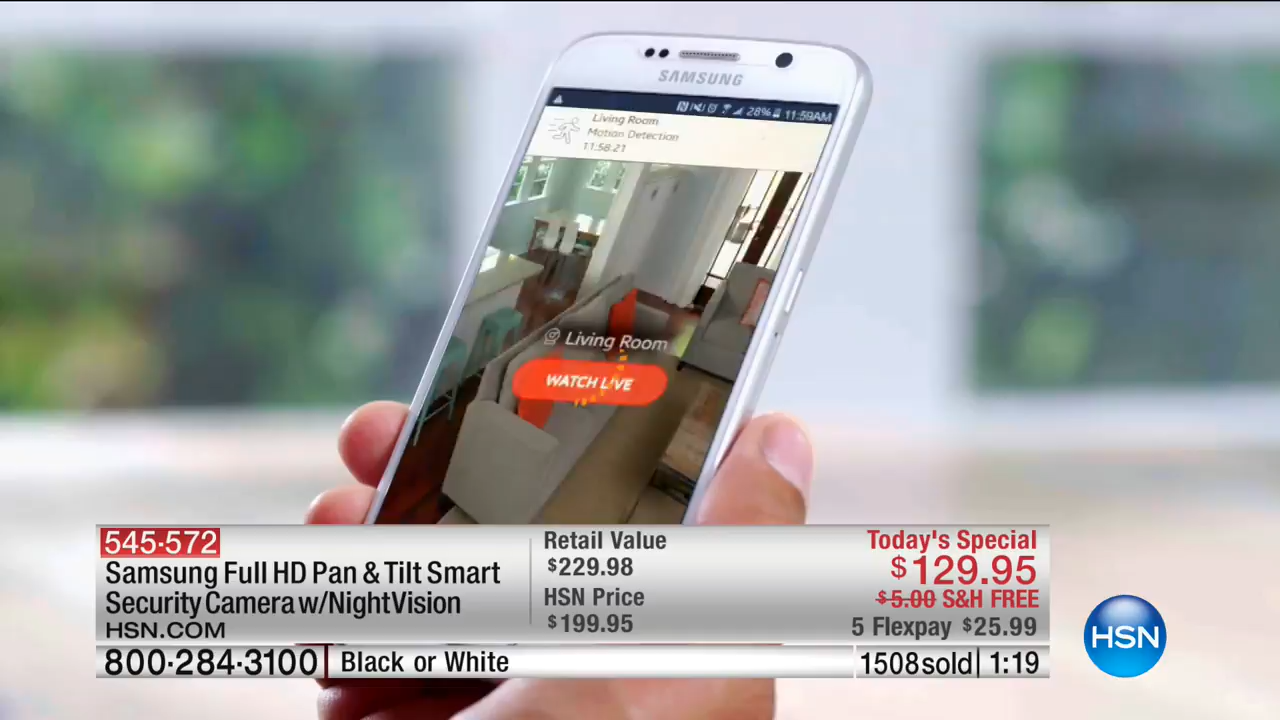 SAMSUNG
28% 11:59AM
Living Room
Motion Detection
11:58:21
Living Room
WATCH LIVE
545-572
Samsung Full HD Pan & Tilt Smart
Security Camera w/NightVision
HSN.COM
Retail Value
$229.98
HSN Price
$199.95
Today's Special
$129.95
$5.00 S&H FREE
5 Flexpay $25.99
HSN
800·284·3100 Black or White 1508sold 1:19